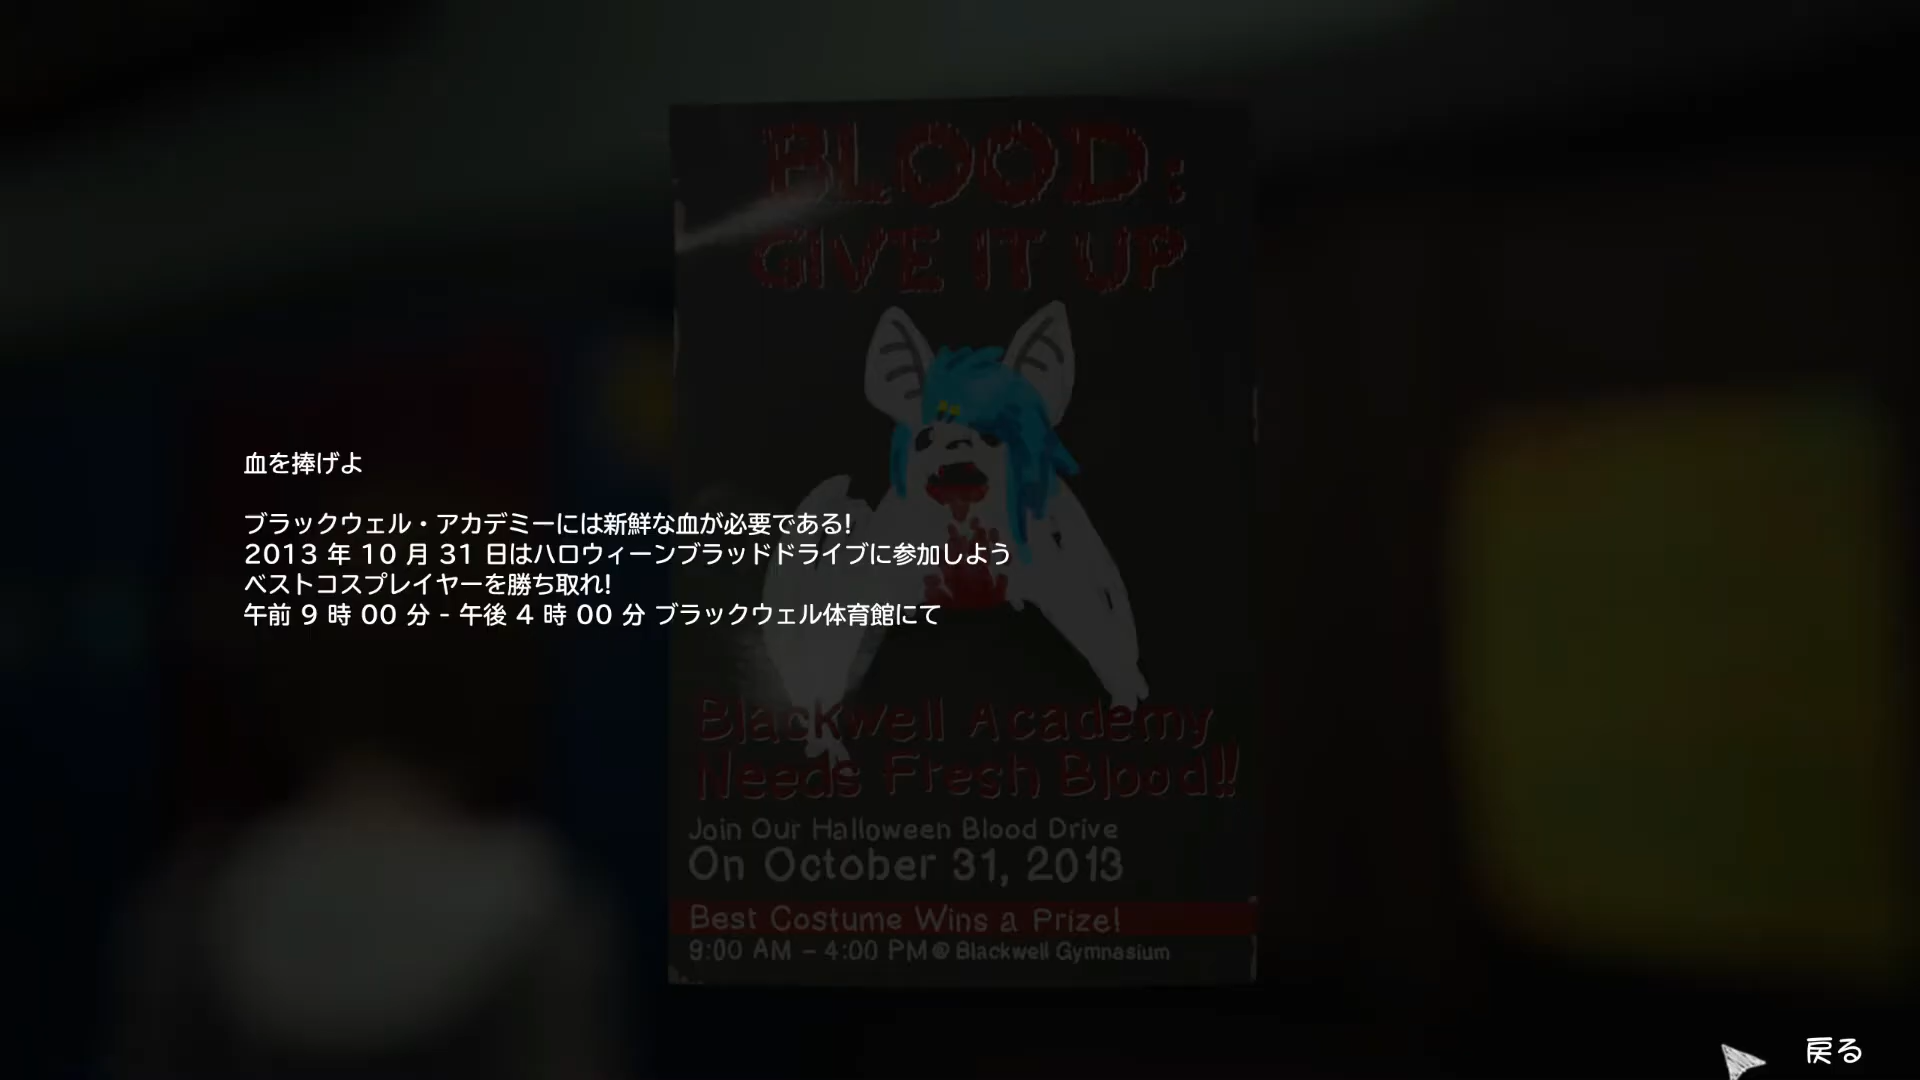 BLOOD:
GIVE IT UP
血を捧げよ
ブラックウェル・アカデミーには新鮮な血が必要である!
2013 年 10 月 31 日はハロウィーンブラッドドライブに参加しよう
ベストコスプレイヤーを勝ち取れ!
午前 9 時 00 分 - 午後 4 時 00 分 ブラックウェル体育館にて
Blackwell Academy
Needs Fresh Blood!!
Join Our Halloween Blood Drive
On October 31, 2013
Best Costume Wins a Prize!
9:00 AM – 4:00 PM @ Blackwell Gymnasium
戻る